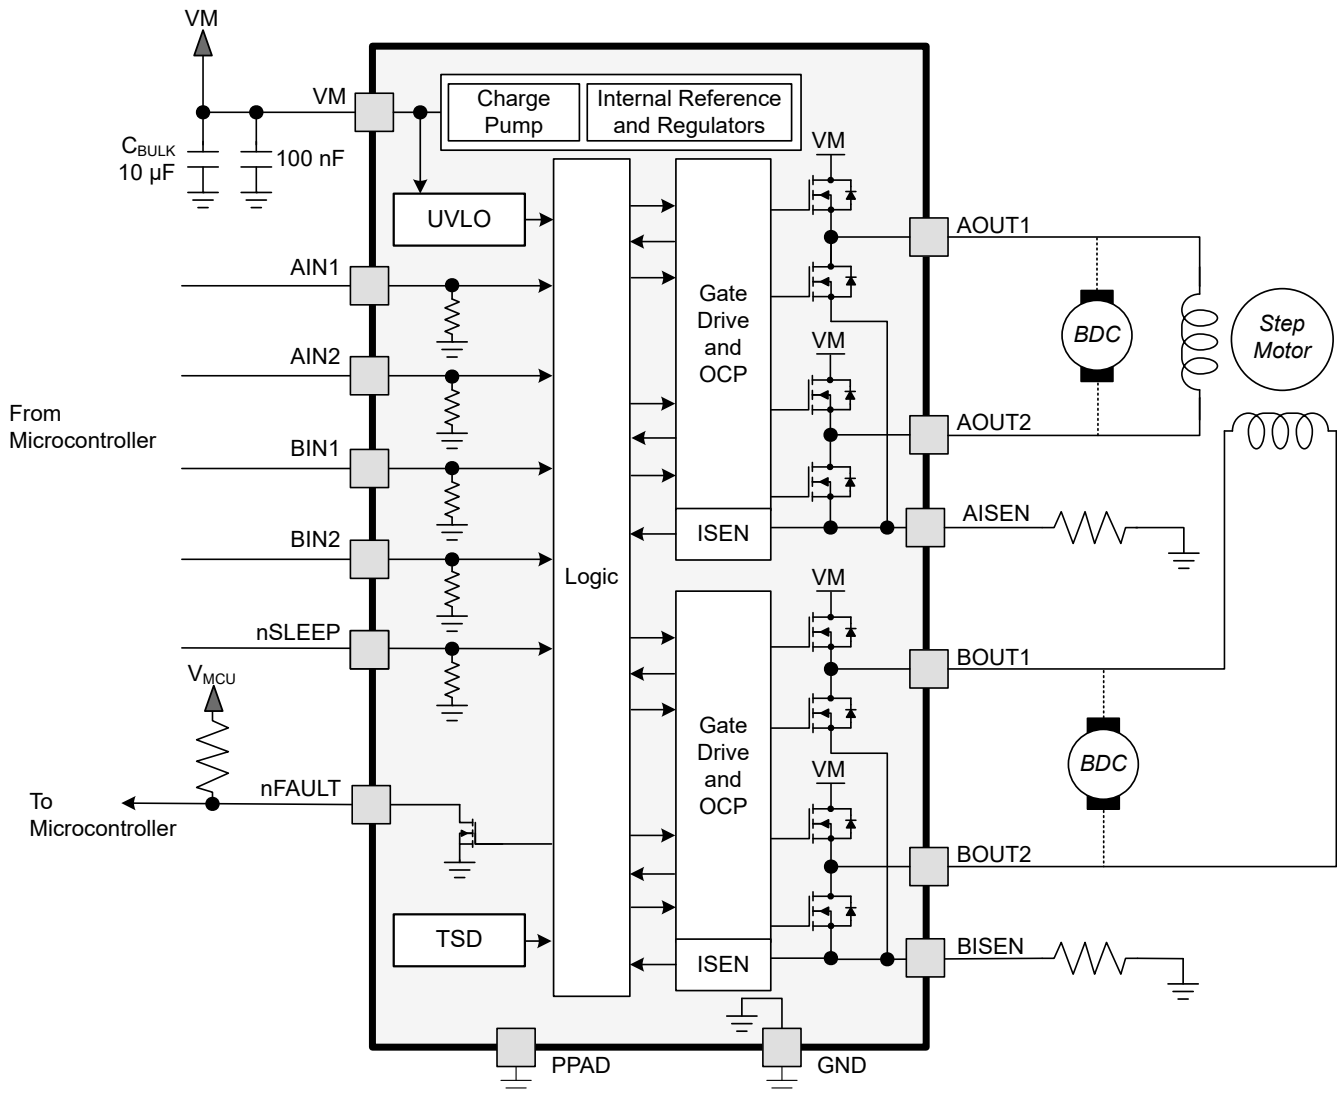 VM
VM
C_BULK
10 µF
100 nF
Charge
Pump
Internal Reference
and Regulators
UVLO
VM
AIN1
AOUT1
Gate
Drive
and
OCP
BDC
Step
Motor
VM
AIN2
AOUT2
From
Microcontroller
BIN1
AISEN
ISEN
BIN2
Logic
VM
nSLEEP
BOUT1
V_MCU
Gate
Drive
and
OCP
BDC
VM
nFAULT
To
Microcontroller
BOUT2
TSD
BISEN
ISEN
PPAD
GND